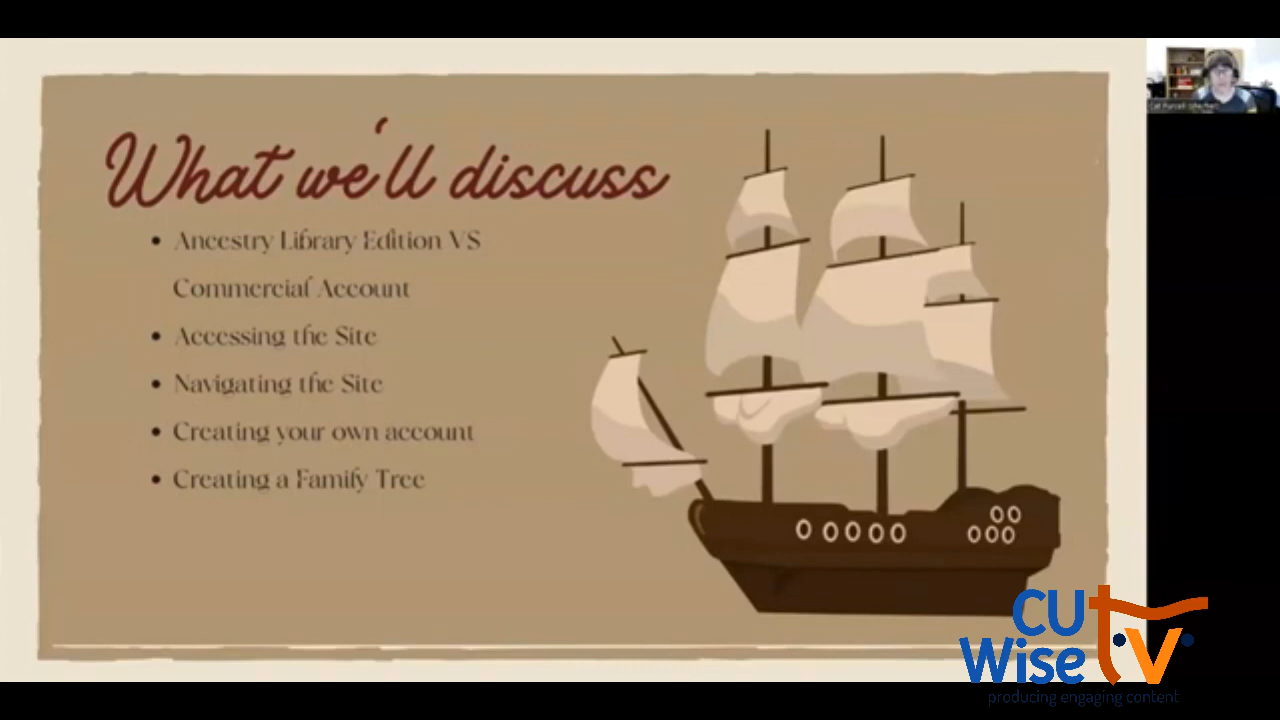 What we'll discuss
• Ancestry Library Edition VS
Commercial Account
• Accessing the Site
• Navigating the Site
• Creating your own account
• Creating a Family Tree
CU
Wise tv
producing engaging content